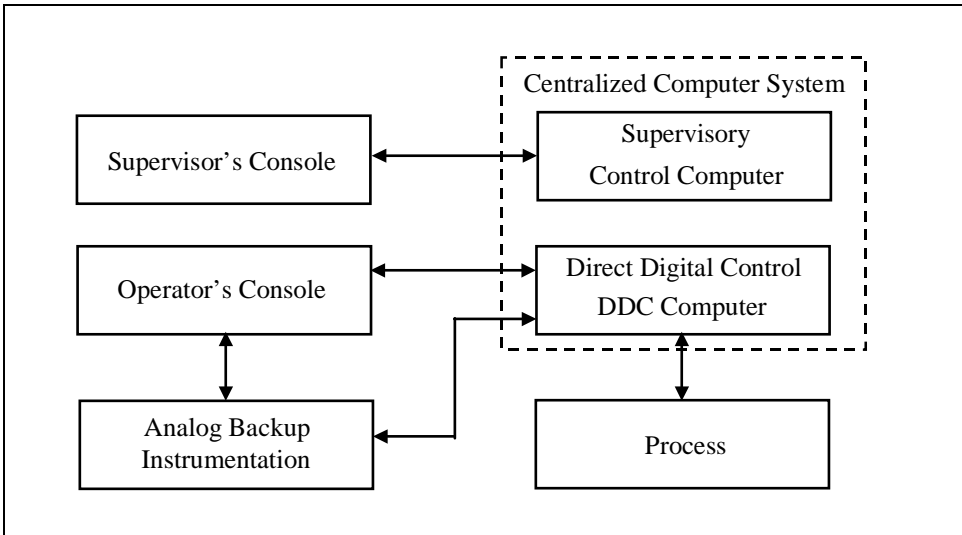 Centralized Computer System
Supervisor’s Console
Supervisory
Control Computer
Operator’s Console
Direct Digital Control
DDC Computer
Analog Backup
Instrumentation
Process